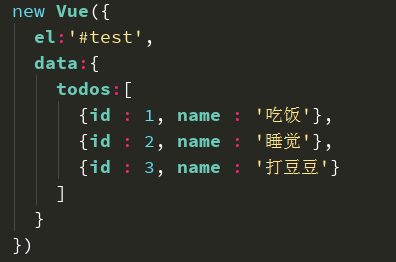 new Vue({
  el:'#test',
  data:{
    todos:[
      {id : 1, name : '吃饭'},
      {id : 2, name : '睡觉'},
      {id : 3, name : '打豆豆'}
    ]
  }
})